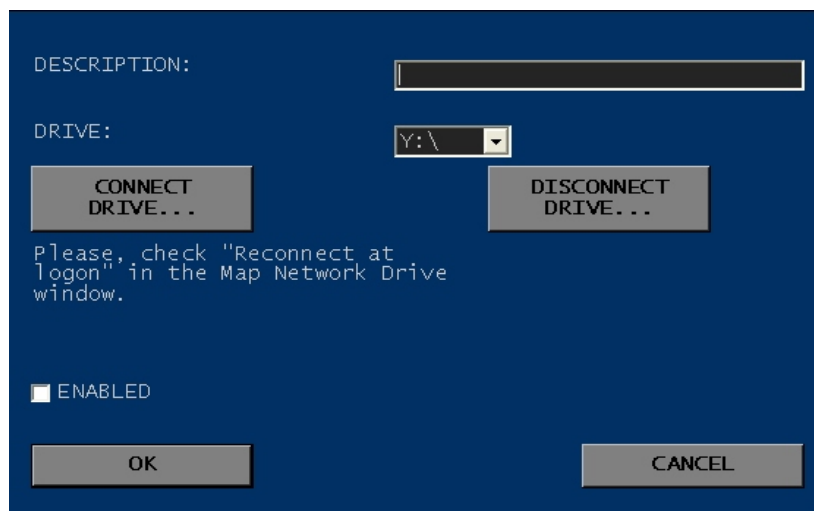 DESCRIPTION:
DRIVE:
Y:\
CONNECT
DRIVE...
DISCONNECT
DRIVE...
Please, check "Reconnect at
logon" in the Map Network Drive
window.
ENABLED
OK
CANCEL